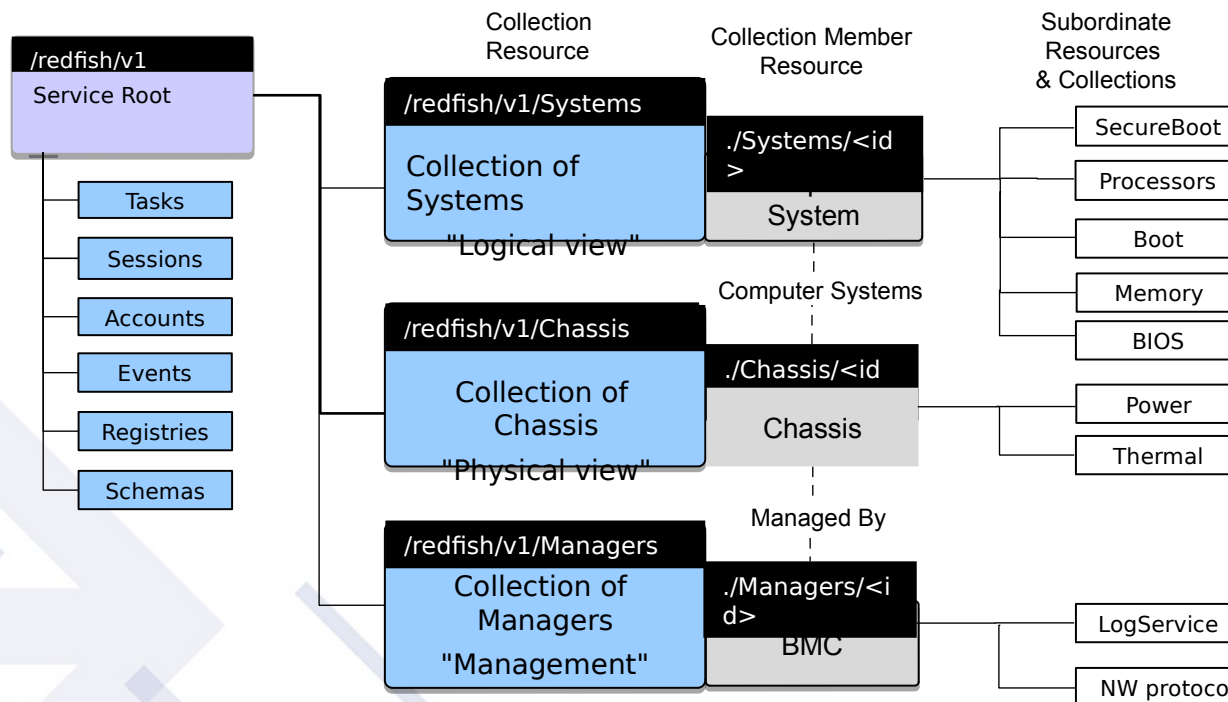 Collection
Resource
Collection Member
Resource
Subordinate
Resources
& Collections
/redfish/v1
Service Root
Tasks
Sessions
Accounts
Events
Registries
Schemas
/redfish/v1/Systems
Collection of
Systems
"Logical view"
./Systems/<id
>
System
SecureBoot
Processors
Boot
Memory
BIOS
Computer Systems
/redfish/v1/Chassis
Collection of
Chassis
"Physical view"
./Chassis/<id
Chassis
Power
Thermal
Managed By
/redfish/v1/Managers
Collection of
Managers
"Management"
./Managers/<i
d>
BMC
LogService
NW protoco